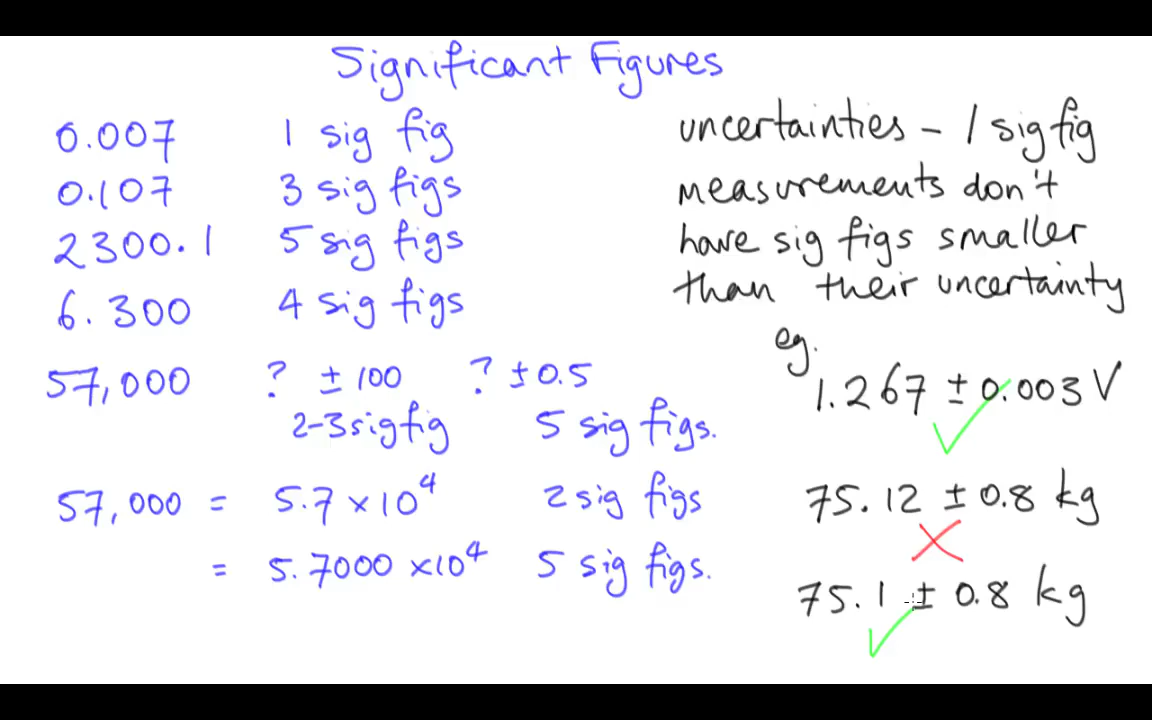 Significant Figures
0.007 1 sig fig
0.107 3 sig figs
2300.1 5 sig figs
6.300 4 sig figs
57,000 ? ±100 ? ±0.5
2-3 sig fig 5 sig figs.
57,000 = 5.7 × 10⁴ 2 sig figs
= 5.7000 ×10⁴ 5 sig figs.
uncertainties - 1 sig fig
measurements don't
have sig figs smaller
than their uncertainty
eg.
1.267 ± 0.003 V
✓
75.12 ± 0.8 kg
✗
75.1 ± 0.8 kg
✓